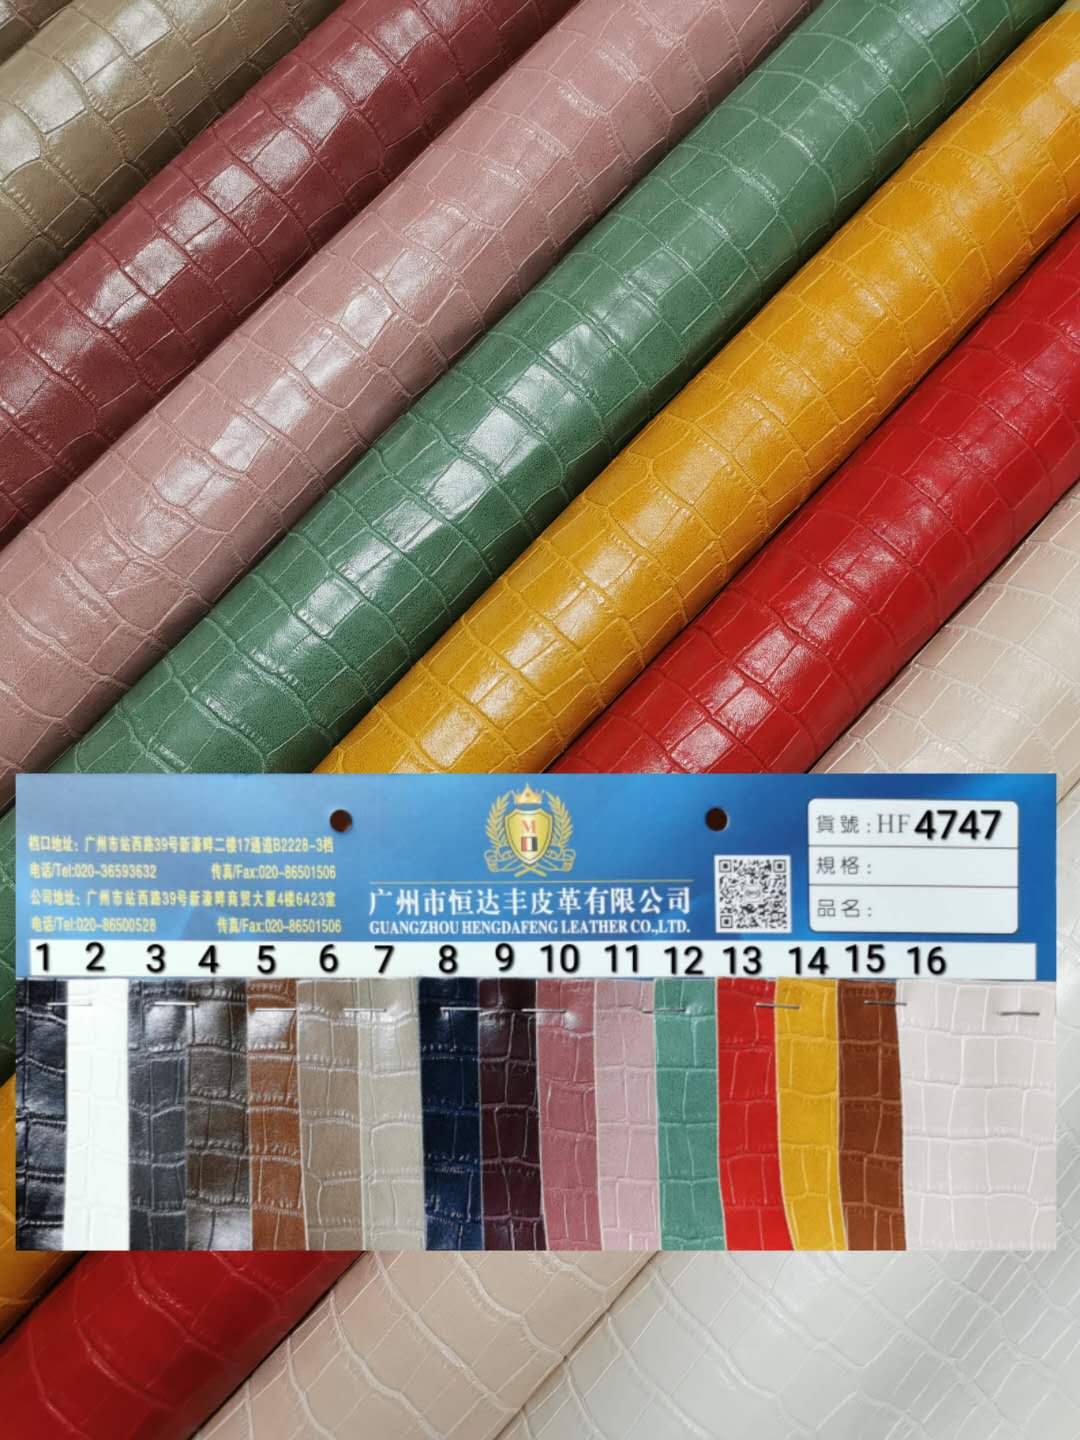 档口地址：广州市站西路39号新濠畔二楼17通道B2228-3档
电话/Tel:020-36593632 传真/Fax:020-86501506
公司地址：广州市站西路39号新濠畔商贸大厦4楼6423室
电话/Tel:020-86500528 传真/Fax:020-86501506
M
广州市恒达丰皮革有限公司
GUANGZHOU HENGDAFENG LEATHER CO.,LTD.
貨號：HF 4747
規格：
品名：
1 2 3 4 5 6 7 8 9 10 11 12 13 14 15 16